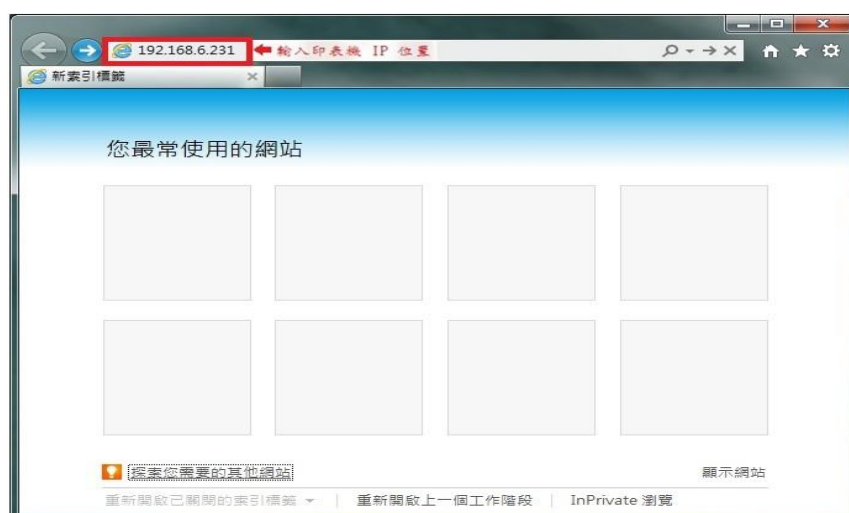 192.168.6.231 輸入印表機 IP 位置
新索引標籤
您最常使用的網站
探索您需要的其他網站 顯示網站
重新開啟已關閉的索引標籤 | 重新開啟上一個工作階段 | InPrivate 瀏覽